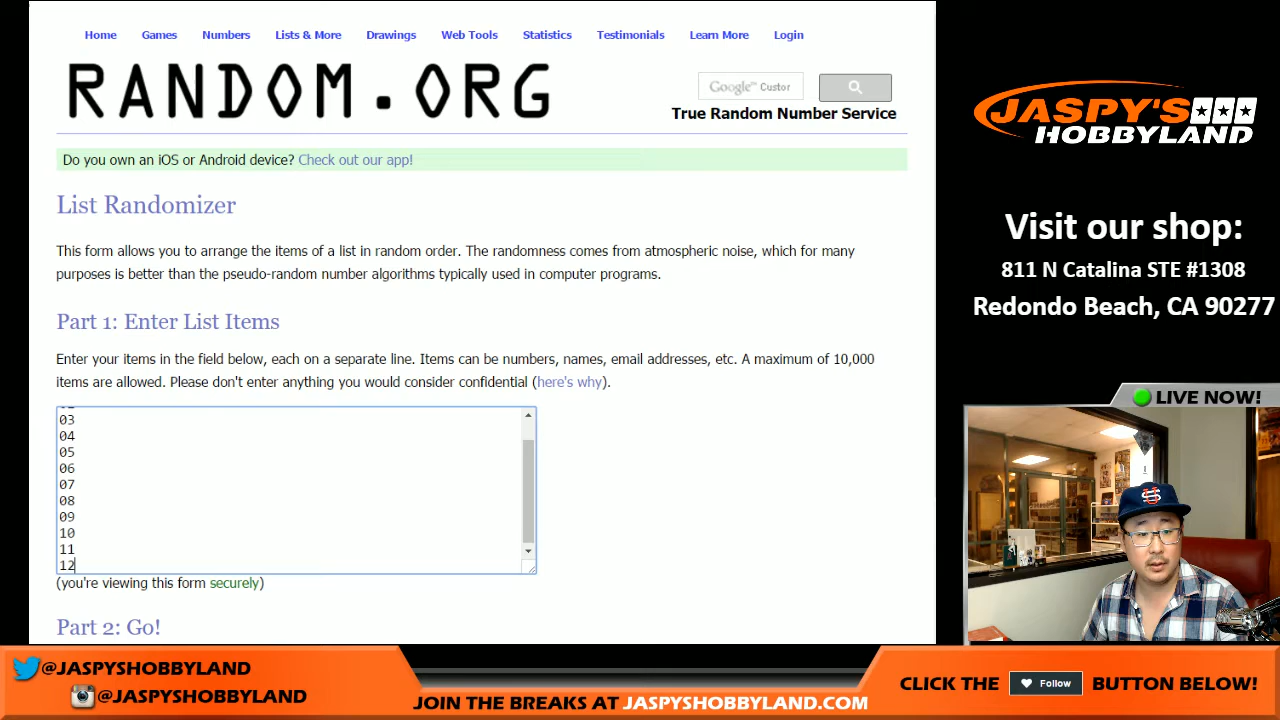 Home Games Numbers Lists & More Drawings Web Tools Statistics Testimonials Learn More Login
RANDOM.ORG
Google™ Custor
True Random Number Service
Do you own an iOS or Android device? Check out our app!
List Randomizer
This form allows you to arrange the items of a list in random order. The randomness comes from atmospheric noise, which for many
purposes is better than the pseudo-random number algorithms typically used in computer programs.
Part 1: Enter List Items
Enter your items in the field below, each on a separate line. Items can be numbers, names, email addresses, etc. A maximum of 10,000
items are allowed. Please don't enter anything you would consider confidential (here's why).
03
04
05
06
07
08
09
10
11
12
(you're viewing this form securely)
Part 2: Go!
JASPY'S
HOBBYLAND
Visit our shop:
811 N Catalina STE #1308
Redondo Beach, CA 90277
LIVE NOW!
@JASPYSHOBBYLAND
@JASPYSHOBBYLAND
JOIN THE BREAKS AT JASPYSHOBBYLAND.COM
CLICK THE Follow BUTTON BELOW!